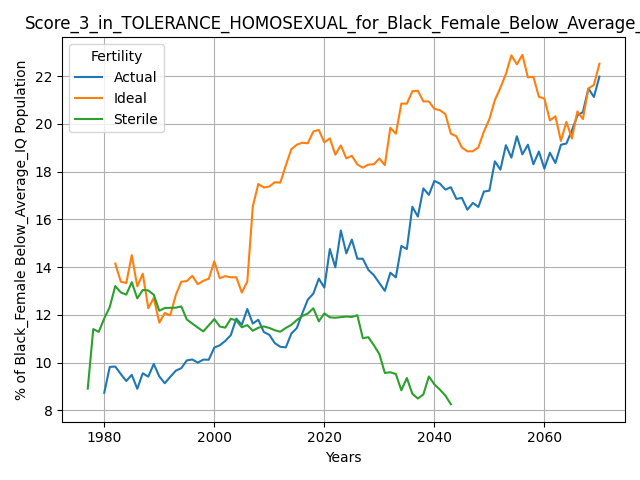 Score_3_in_TOLERANCE_HOMOSEXUAL_for_Black_Female_Below_Average_
% of Black_Female Below_Average_IQ Population
Fertility
Actual
Ideal
Sterile
22
20
18
16
14
12
10
8
1980 2000 2020 2040 2060
Years